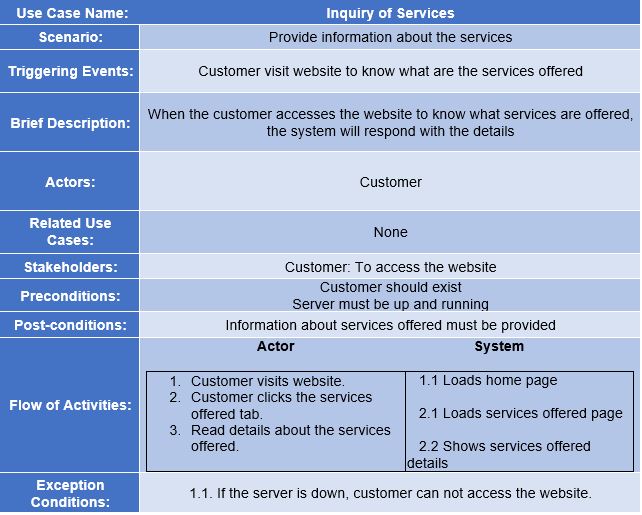 Use Case Name: Inquiry of Services
Scenario: Provide information about the services
Triggering Events: Customer visit website to know what are the services offered
Brief Description: When the customer accesses the website to know what services are offered,
the system will respond with the details
Actors: Customer
Related Use
Cases:
None
Stakeholders: Customer: To access the website
Preconditions: Customer should exist
Server must be up and running
Post-conditions: Information about services offered must be provided
Flow of Activities:
Actor
1. Customer visits website.
2. Customer clicks the services
offered tab.
3. Read details about the services
offered.
System
1.1 Loads home page
2.1 Loads services offered page
2.2 Shows services offered
details
Exception
Conditions:
1.1. If the server is down, customer can not access the website.